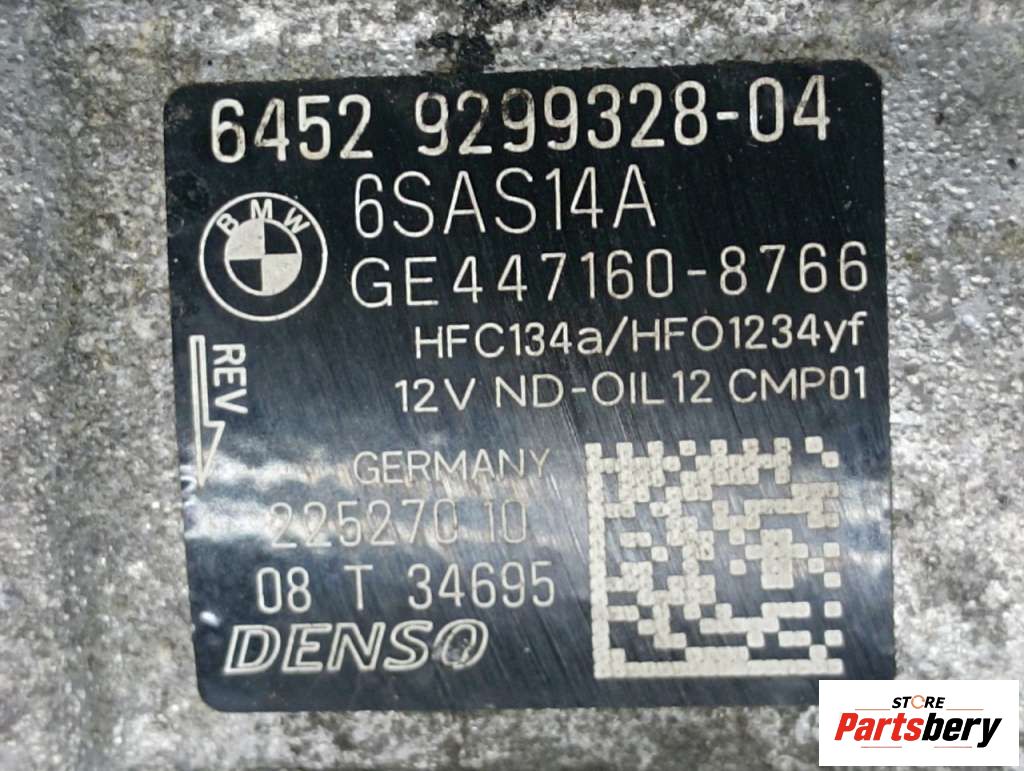 6452 9299328-04
6SAS14A
BMW
GE447160-8766
HFC134a/HFO1234yf
12V ND-OIL12 CMP01
REV
GERMANY
225270 10
08 T 34695
DENSO
STORE
Partsbery